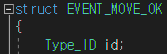 struct EVENT_MOVE_OK
{
Type_ID id;